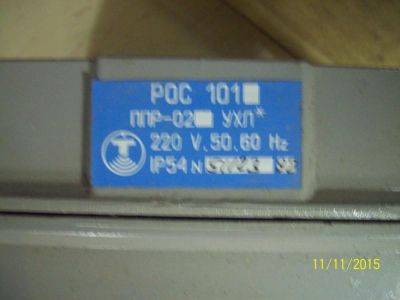 РОС 101
ППР-02 УХЛ*
220 V, 50, 60 Hz
IP54 N
11/11/2015